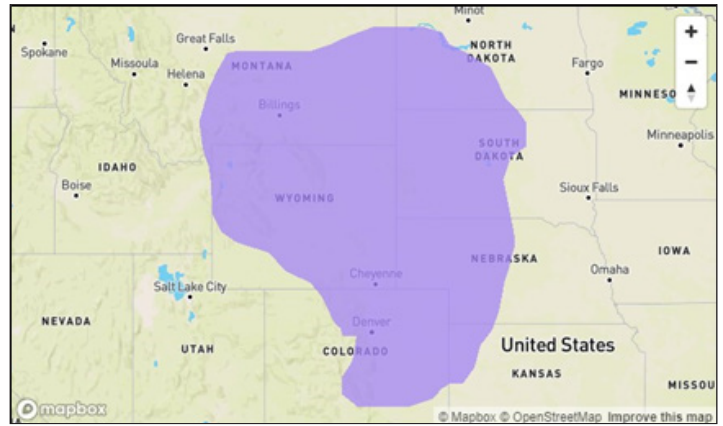 Minot
Great Falls
Spokane
Missoula
Helena
MONTANA
NORTH
DAKOTA
Fargo
+
−
Billings
MINNESO
Minneapolis
SOUTH
DAKOTA
IDAHO
Boise
WYOMING
Sioux Falls
IOWA
NEBRASKA
Omaha
Cheyenne
Salt Lake City
NEVADA
Denver
UTAH
COLORADO
United States
KANSAS
MISSOU
mapbox
© Mapbox © OpenStreetMap Improve this map